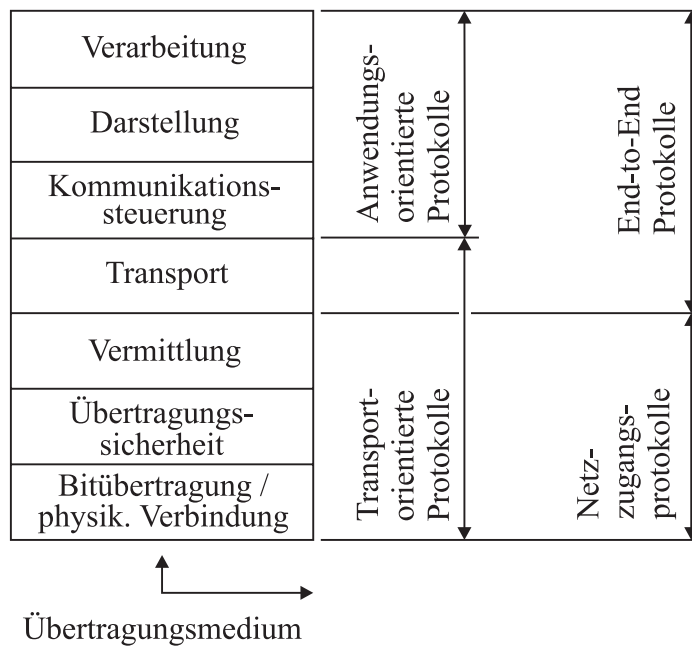 Verarbeitung
Darstellung
Kommunikations-
steuerung
Transport
Vermittlung
Übertragungs-
sicherheit
Bitübertragung /
physik. Verbindung
Übertragungsmedium
Anwendungs-
orientierte
Protokolle
Transport-
orientierte
Protokolle
End-to-End
Protokolle
Netz-
zugangs-
protokolle